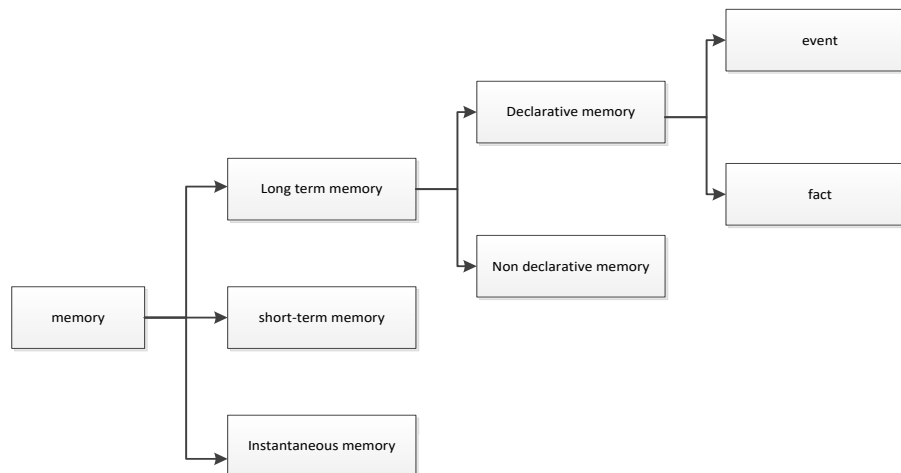 event
Declarative memory
Long term memory
fact
Non declarative memory
memory
short-term memory
Instantaneous memory